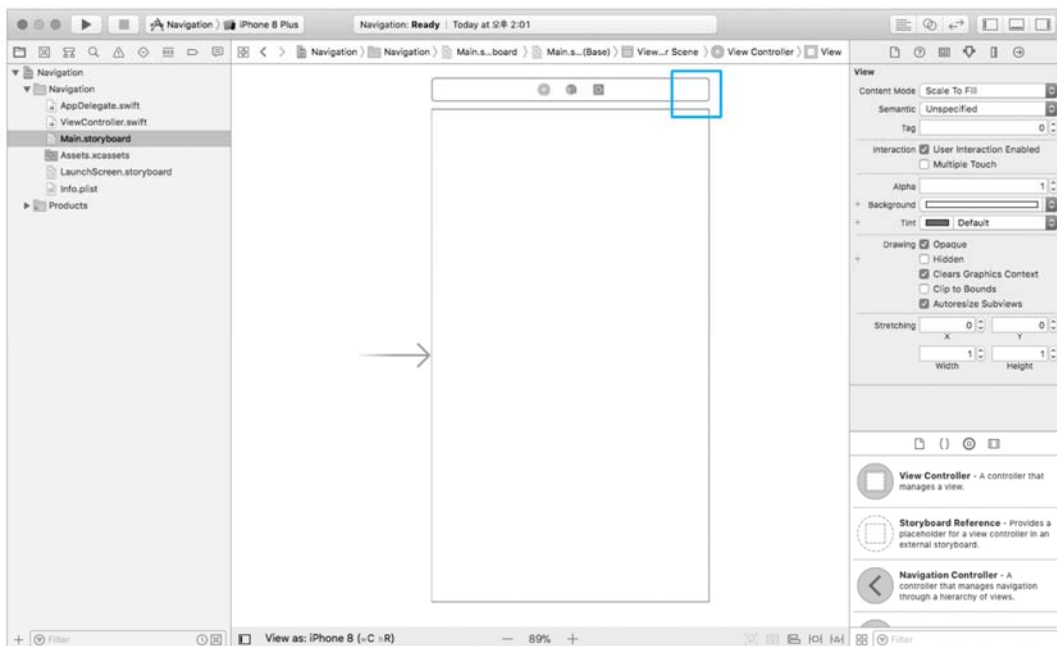 Navigation 〉 iPhone 8 Plus
Navigation: Ready | Today at 오후 2:01
Navigation 〉 Navigation 〉 Main.s...board 〉 Main.s...(Base) 〉 View...r Scene 〉 View Controller 〉 View
Navigation
Navigation
AppDelegate.swift
ViewController.swift
Main.storyboard
Assets.xcassets
LaunchScreen.storyboard
Info.plist
Products
Filter
View as: iPhone 8 (wC hR)
— 89% +
View
Content Mode Scale To Fill
Semantic Unspecified
Tag 0
Interaction User Interaction Enabled
Multiple Touch
Alpha 1
+ Background
+ Tint Default
Drawing Opaque
+ Hidden
Clears Graphics Context
Clip to Bounds
Autoresize Subviews
Stretching 0 0
X Y
1 1
Width Height
{}
View Controller - A controller that
manages a view.
Storyboard Reference - Provides a
placeholder for a view controller in an
external storyboard.
Navigation Controller - A
controller that manages navigation
through a hierarchy of views.
Filter